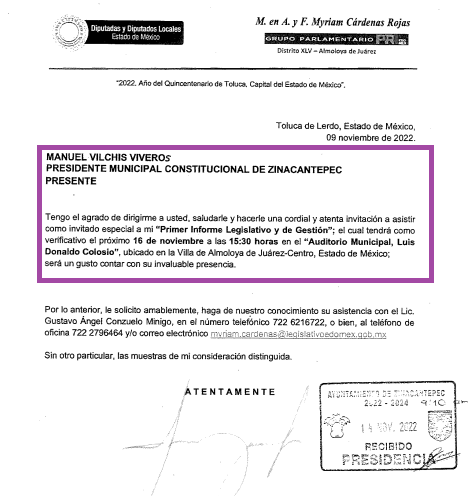 Diputadas y Diputados Locales
Estado de México
M. en A. y F. Myriam Cárdenas Rojas
GRUPO PARLAMENTARIO PRI
Distrito XLV – Almoloya de Juárez
"2022. Año del Quincentenario de Toluca, Capital del Estado de México".
Toluca de Lerdo, Estado de México,
09 noviembre de 2022.
MANUEL VILCHIS VIVEROS
PRESIDENTE MUNICIPAL CONSTITUCIONAL DE ZINACANTEPEC
PRESENTE
Tengo el agrado de dirigirme a usted, saludarle y hacerle una cordial y atenta invitación a asistir
como invitado especial a mi "Primer Informe Legislativo y de Gestión"; el cual tendrá como
verificativo el próximo 16 de noviembre a las 15:30 horas en el "Auditorio Municipal, Luis
Donaldo Colosio", ubicado en la Villa de Almoloya de Juárez-Centro, Estado de México;
será un gusto contar con su invaluable presencia.
Por lo anterior, le solicito amablemente, haga de nuestro conocimiento su asistencia con el Lic.
Gustavo Ángel Conzuelo Minigo, en el número telefónico 722 6216722, o bien, al teléfono de
oficina 722 2796464 y/o correo electrónico myriam.cardenas@legislativoedomex.gob.mx
Sin otro particular, las muestras de mi consideración distinguida.
ATENTAMENTE
AYUNTAMIENTO DE ZINACANTEPEC
2022 - 2024 9:10
14 NOV. 2022
RECIBIDO
PRESIDENCIA